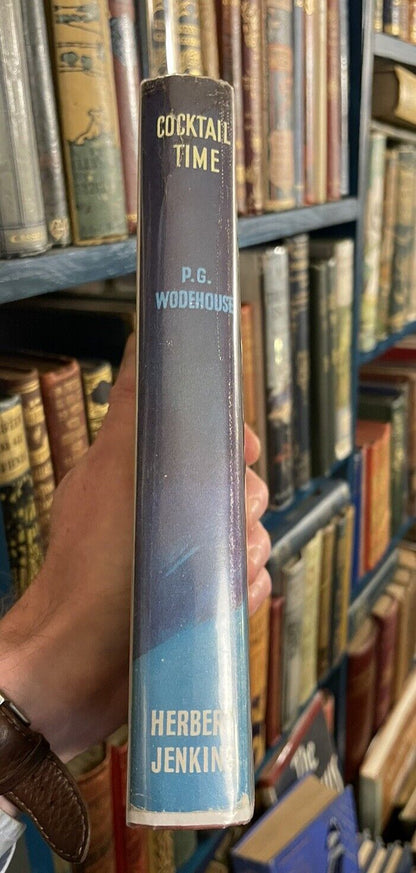 COCKTAIL
TIME
P.G.
WODEHOUSE
HERBERT
JENKINS